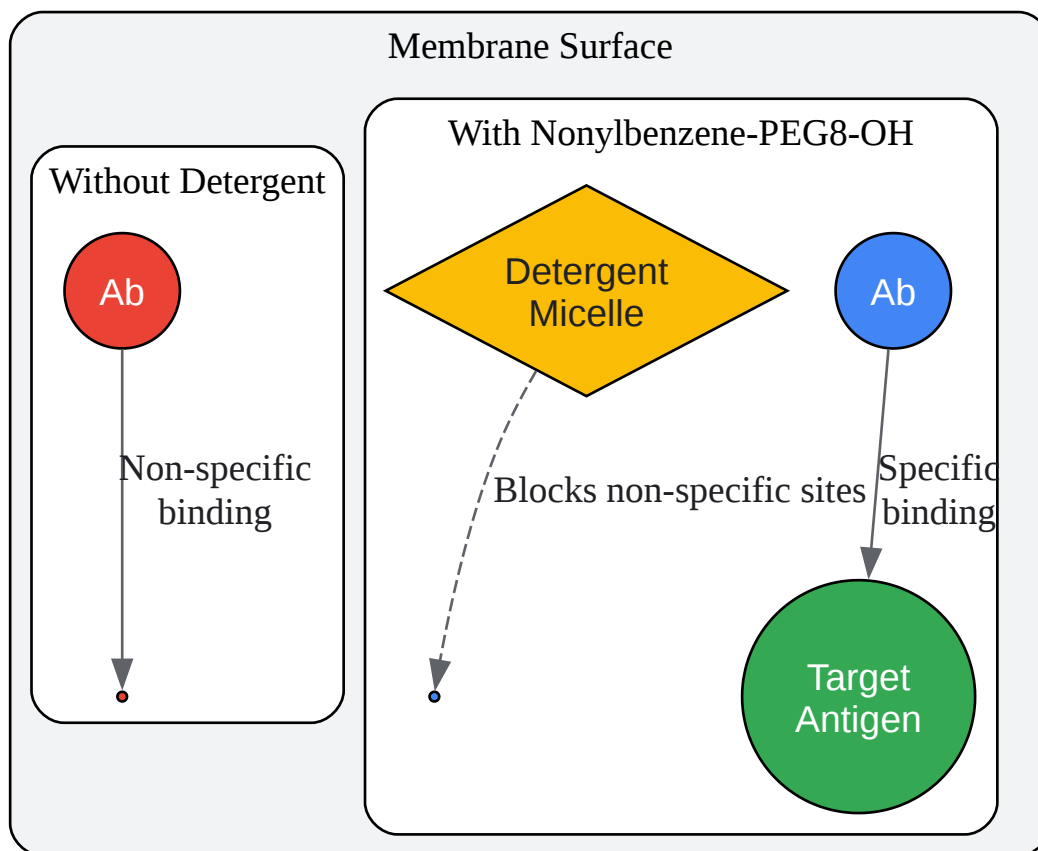 Membrane Surface
Without Detergent
Ab
Non-specific
binding
With Nonylbenzene-PEG8-OH
Detergent
Micelle
Ab
Blocks non-specific sites
Specific
binding
Target
Antigen